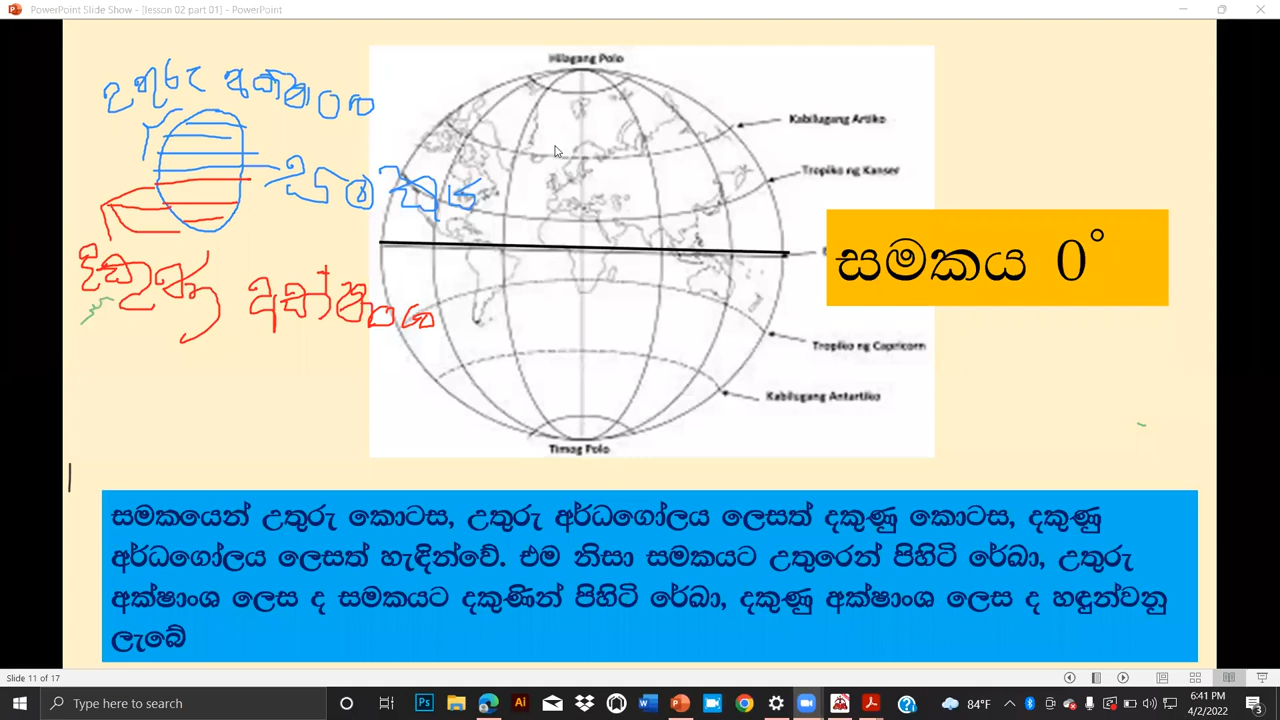 PowerPoint Slide Show - [lesson 02 part 01] - PowerPoint
උතුරු අක්ෂාංශ
සමකය
දකුණු අක්ෂාංශ
Hilagang Polo
Kabilugang Artiko
Tropiko ng Kanser
සමකය 0°
Tropiko ng Capricorn
Kabilugang Antartiko
Timog Polo
සමකයෙන් උතුරු කොටස, උතුරු අර්ධගෝලය ලෙසත් දකුණු කොටස, දකුණු
අර්ධගෝලය ලෙසත් හැඳින්වේ. එම නිසා සමකයට උතුරෙන් පිහිටි රේඛා, උතුරු
අක්ෂාංශ ලෙස ද සමකයට දකුණින් පිහිටි රේඛා, දකුණු අක්ෂාංශ ලෙස ද හඳුන්වනු
ලැබේ
Slide 11 of 17
Type here to search
84°F
6:41 PM
4/2/2022